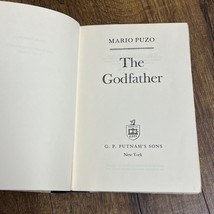 MARIO PUZO
The
Godfather
G. P. PUTNAM'S SONS
New York